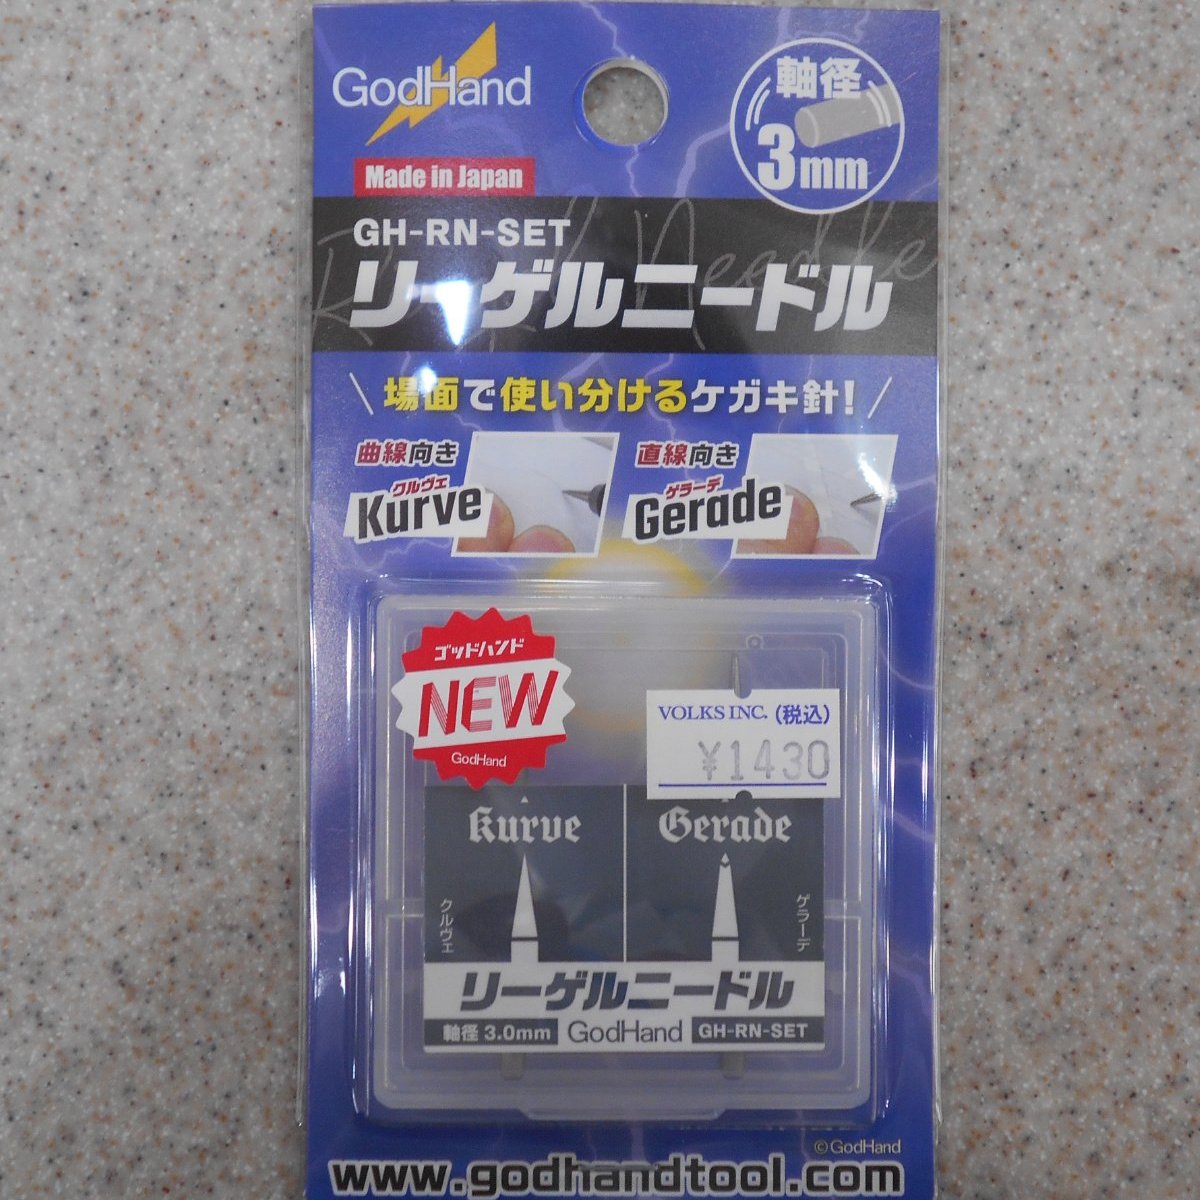 GodHand
軸径
3mm
Made in Japan
GH-RN-SET
リーゲルニードル
場面で使い分けるケガキ針!
曲線向き
クルヴェ
Kurve
直線向き
ゲラーデ
Gerade
ゴッドハンド
NEW
GodHand
VOLKS INC. (税込)
¥1430
Kurve
Gerade
クルヴェ
ゲラーデ
リーゲルニードル
軸径 3.0mm GodHand GH-RN-SET
©GodHand
www.godhandtool.com